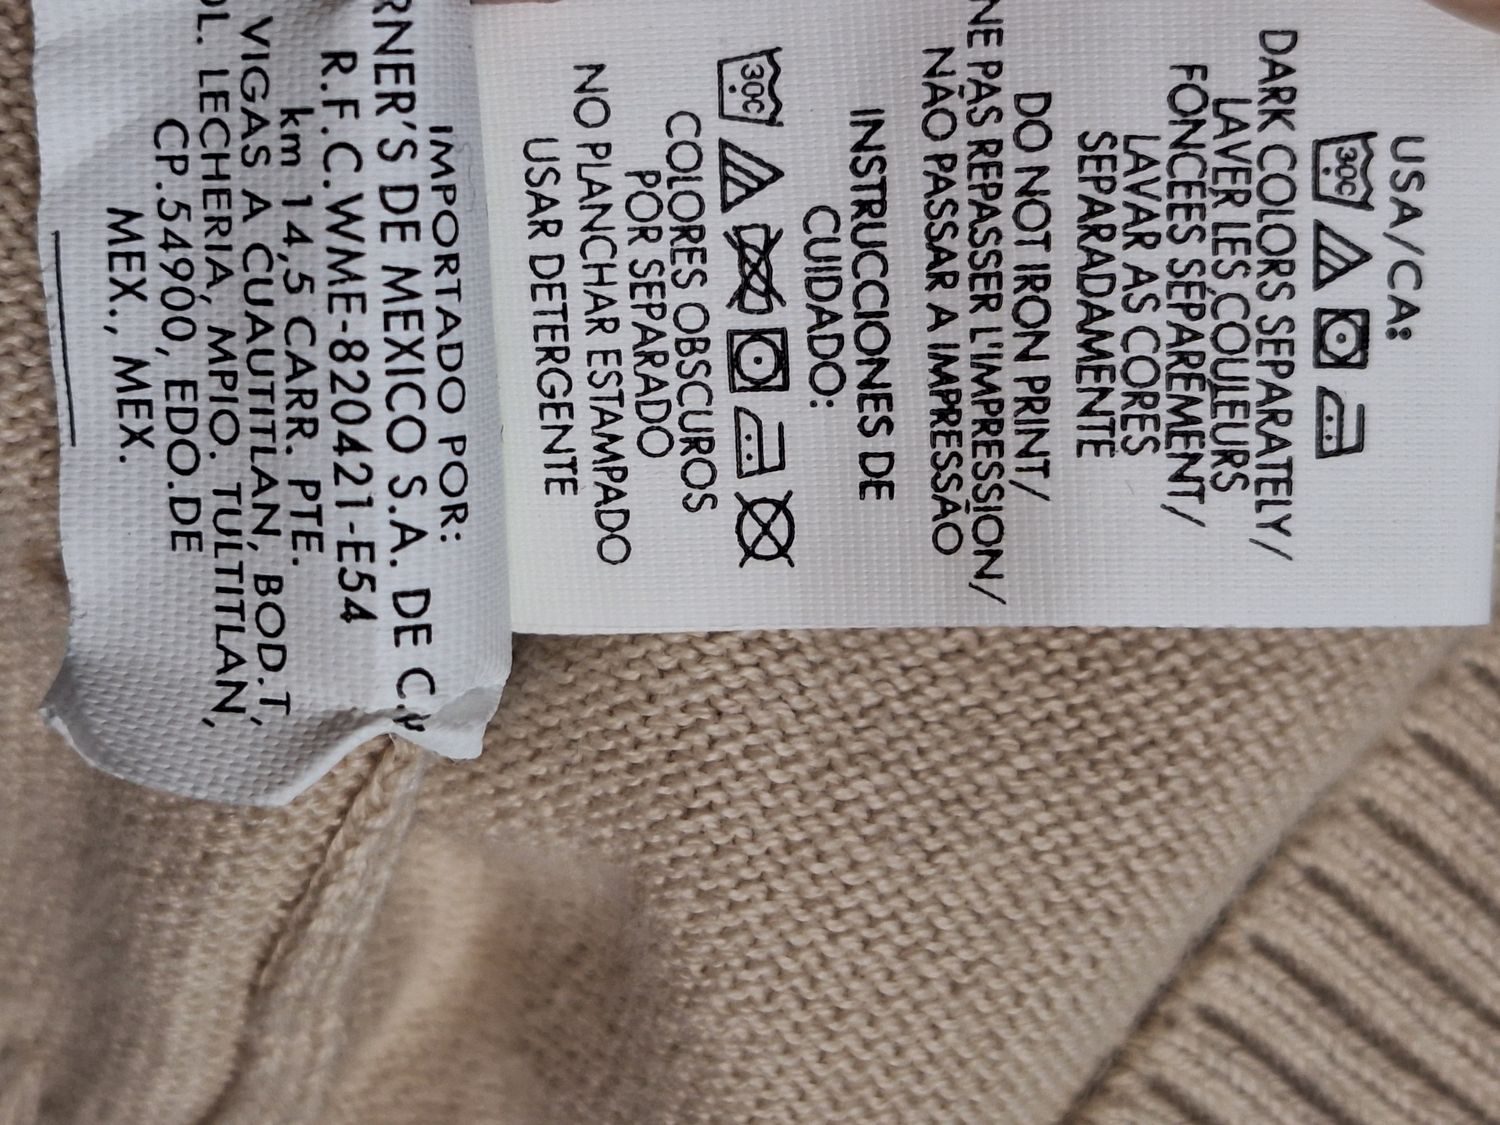 USA/CA:
30C
DARK COLORS SEPARATELY/
LAVER LES COULEURS
FONCÉES SÉPARÉMENT/
LAVAR AS CORES
SEPARADAMENTE
DO NOT IRON PRINT/
NE PAS REPASSER L'IMPRESSION/
NÃO PASSAR A IMPRESSÃO
INSTRUCCIONES DE
CUIDADO:
30C
COLORES OBSCUROS
POR SEPARADO
NO PLANCHAR ESTAMPADO
USAR DETERGENTE
IMPORTADO POR:
RNER'S DE MEXICO S.A. DE C.V
R.F.C.WME-820421-E54
km 14,5 CARR. PTE.
VIGAS A CUAUTITLAN, BOD.T,
OL. LECHERIA, MPIO. TULTITLAN,
CP.54900, EDO.DE
MEX., MEX.